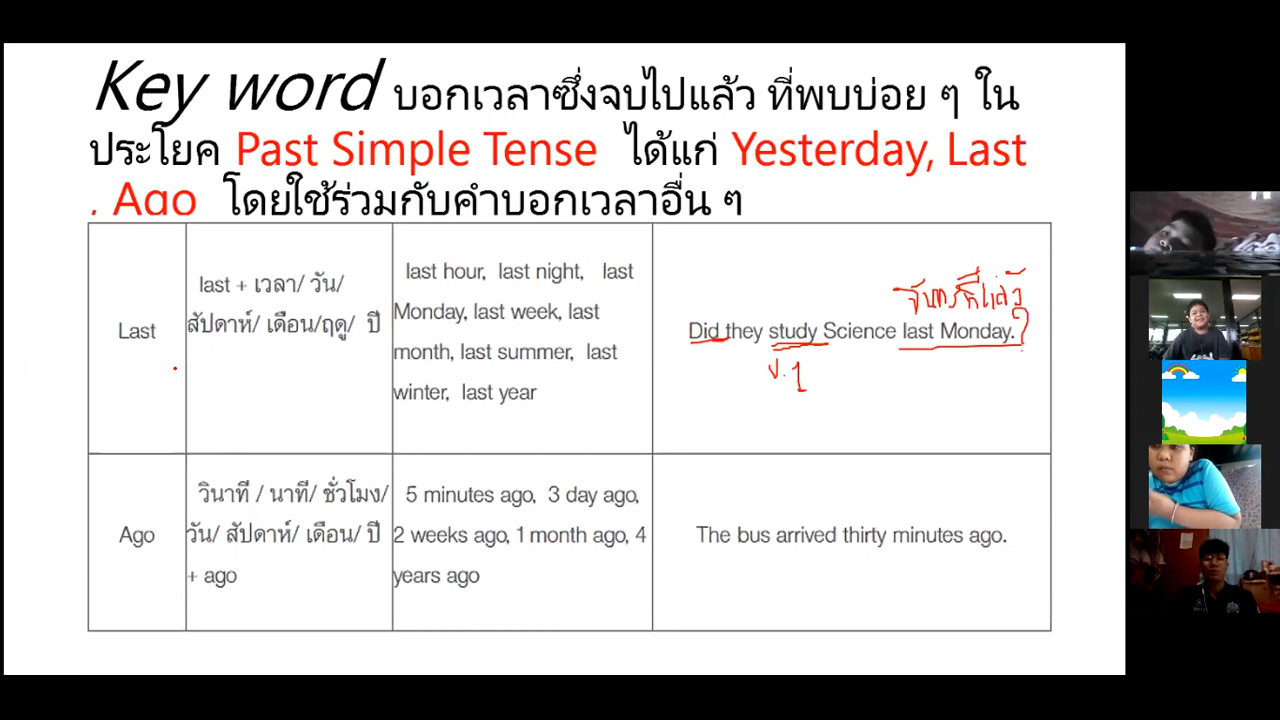 Key word บอกเวลาซึ่งจบไปแล้ว ที่พบบ่อย ๆ ใน
ประโยค Past Simple Tense ได้แก่ Yesterday, Last
, Ago โดยใช้ร่วมกับคำบอกเวลาอื่น ๆ
Last
last + เวลา/ วัน/
สัปดาห์/ เดือน/ฤดู/ ปี
last hour, last night, last
Monday, last week, last
month, last summer, last
winter, last year
จันทร์ที่แล้ว
Did they study Science last Monday.?
ช.1
Ago
วินาที / นาที/ ชั่วโมง/
วัน/ สัปดาห์/ เดือน/ ปี
+ ago
5 minutes ago, 3 day ago,
2 weeks ago, 1 month ago, 4
years ago
The bus arrived thirty minutes ago.